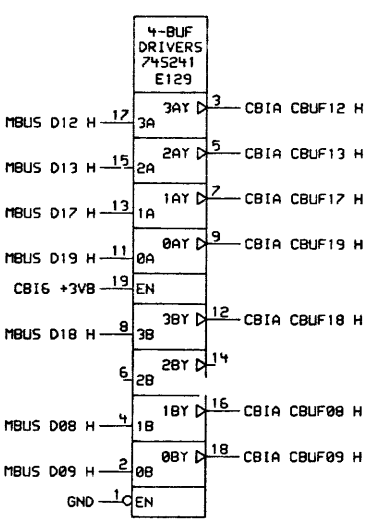 4-BUF
DRIVERS
74S241
E129
3AY 3 CBIA CBUF12 H
MBUS D12 H 17 3A
2AY 5 CBIA CBUF13 H
MBUS D13 H 15 2A
1AY 7 CBIA CBUF17 H
MBUS D17 H 13 1A
0AY 9 CBIA CBUF19 H
MBUS D19 H 11 0A
CBI6 +3VB 19 EN
3BY 12 CBIA CBUF18 H
MBUS D18 H 8 3B
2BY 14
6 2B
1BY 16 CBIA CBUF08 H
MBUS D08 H 4 1B
0BY 18 CBIA CBUF09 H
MBUS D09 H 2 0B
GND 1 EN